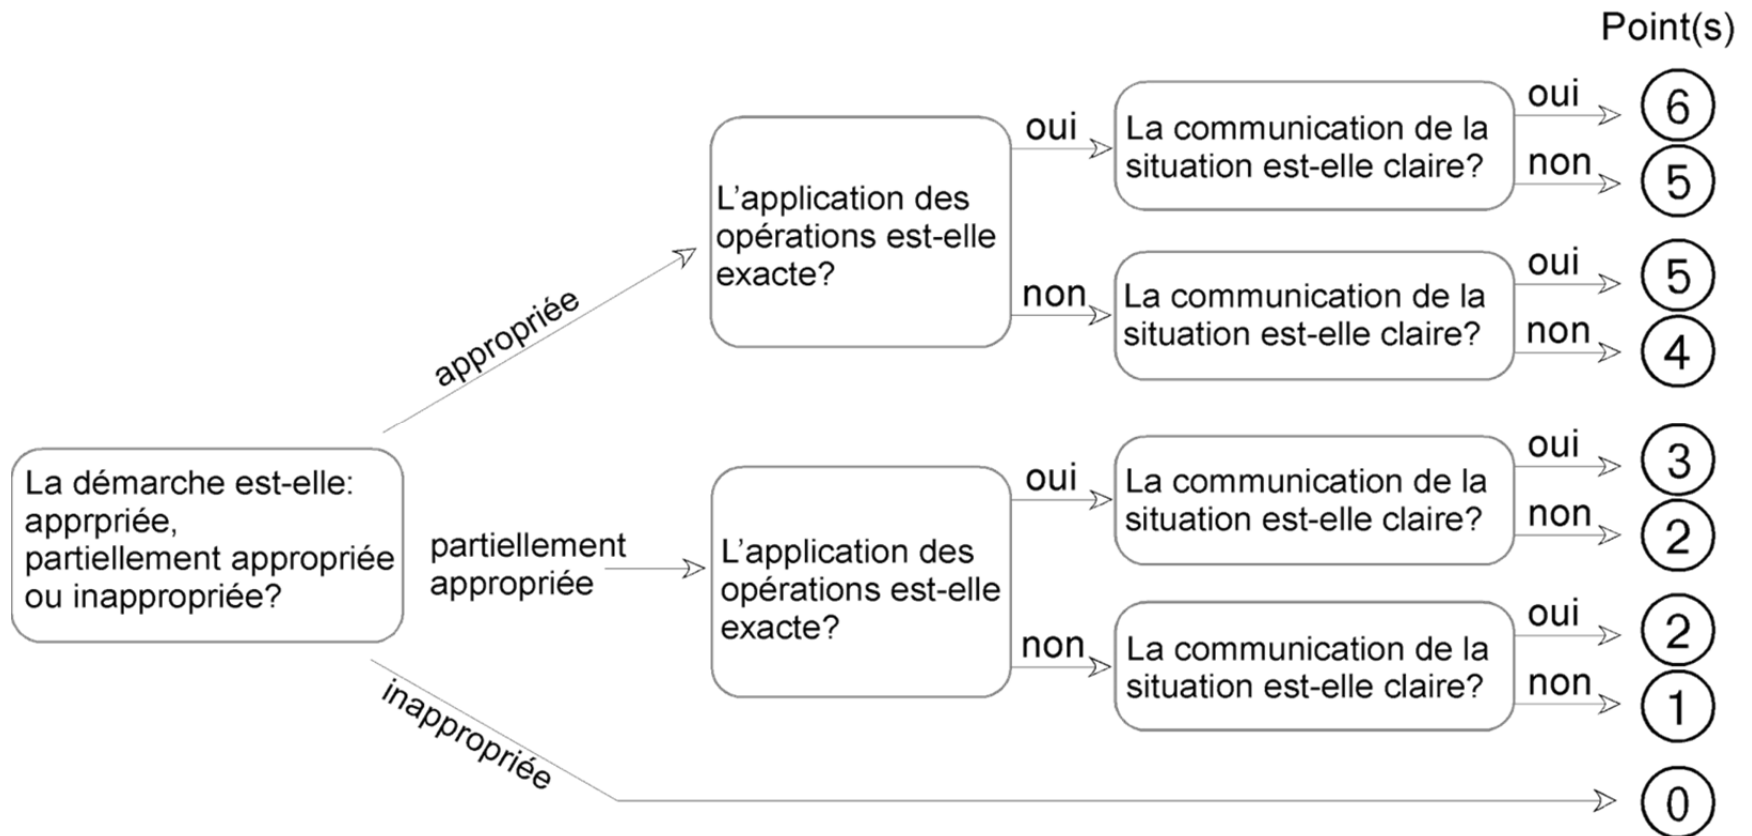 Point(s)
La démarche est-elle:
apprpriée,
partiellement appropriée
ou inappropriée?
appropriée
L'application des
opérations est-elle
exacte?
oui
La communication de la
situation est-elle claire?
oui
6
non
5
non
La communication de la
situation est-elle claire?
oui
5
non
4
partiellement
appropriée
L'application des
opérations est-elle
exacte?
oui
La communication de la
situation est-elle claire?
oui
3
non
2
non
La communication de la
situation est-elle claire?
oui
2
non
1
inappropriée
0